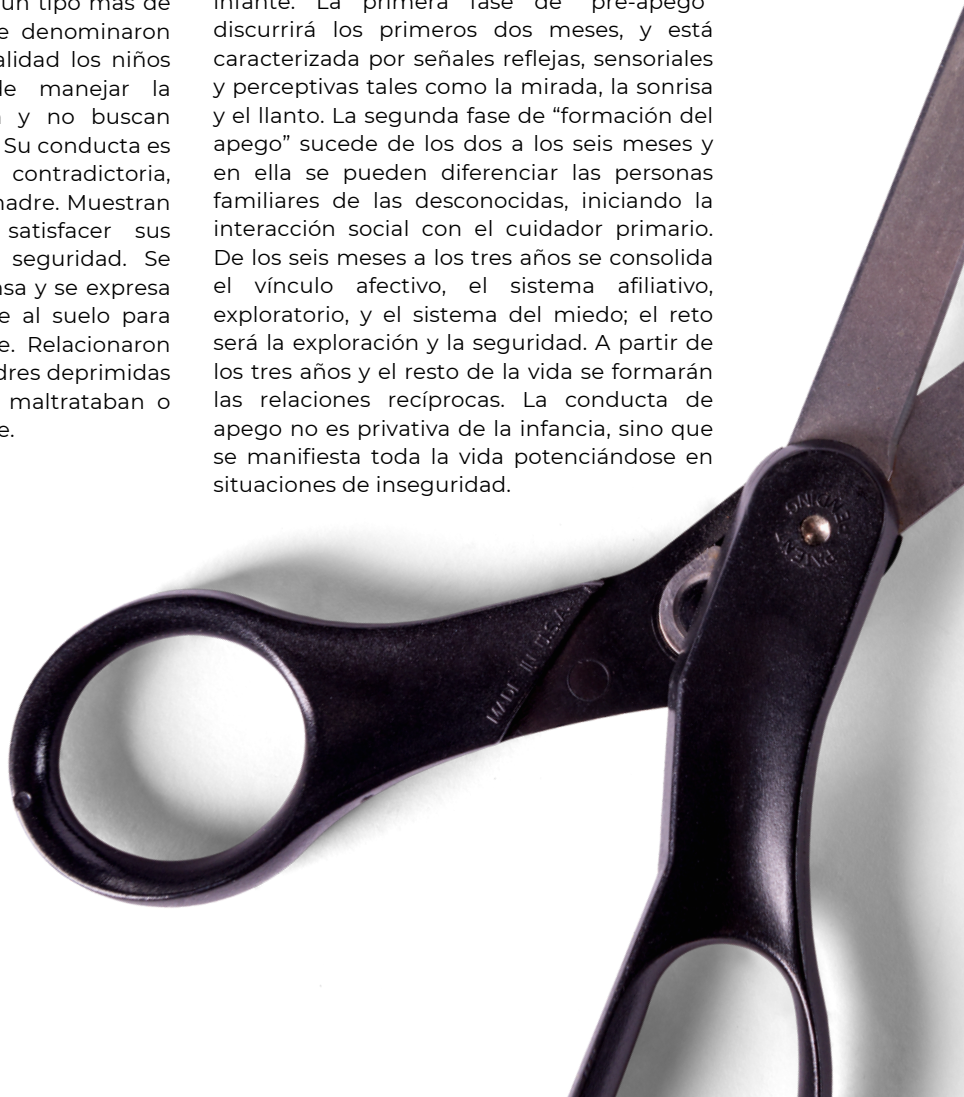 un tipo más de
denominaron
los niños
manejar la
y no buscan
Su conducta es
contradictoria,
Muestran
satisfacer sus
seguridad. Se
y se expresa
al suelo para
Relacionaron
deprimidas
maltrataban o
infante. La primera fase de “pre-apego”
discurrirá los primeros dos meses, y está
caracterizada por señales reflejas, sensoriales
y perceptivas tales como la mirada, la sonrisa
y el llanto. La segunda fase de “formación del
apego” sucede de los dos a los seis meses y
en ella se pueden diferenciar las personas
familiares de las desconocidas, iniciando la
interacción social con el cuidador primario.
De los seis meses a los tres años se consolida
el vínculo afectivo, el sistema afiliativo,
exploratorio, y el sistema del miedo; el reto
será la exploración y la seguridad. A partir de
los tres años y el resto de la vida se formarán
las relaciones recíprocas. La conducta de
apego no es privativa de la infancia, sino que
se manifiesta toda la vida potenciándose en
situaciones de inseguridad.
PATENT PENDING
MADE IN U.S.A.